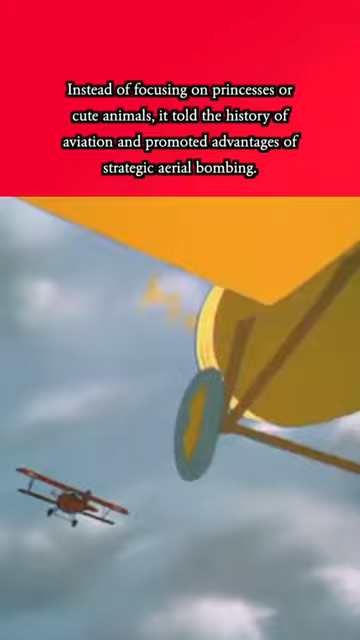 Instead of focusing on princesses or
cute animals, it told the history of
aviation and promoted advantages of
strategic aerial bombing.